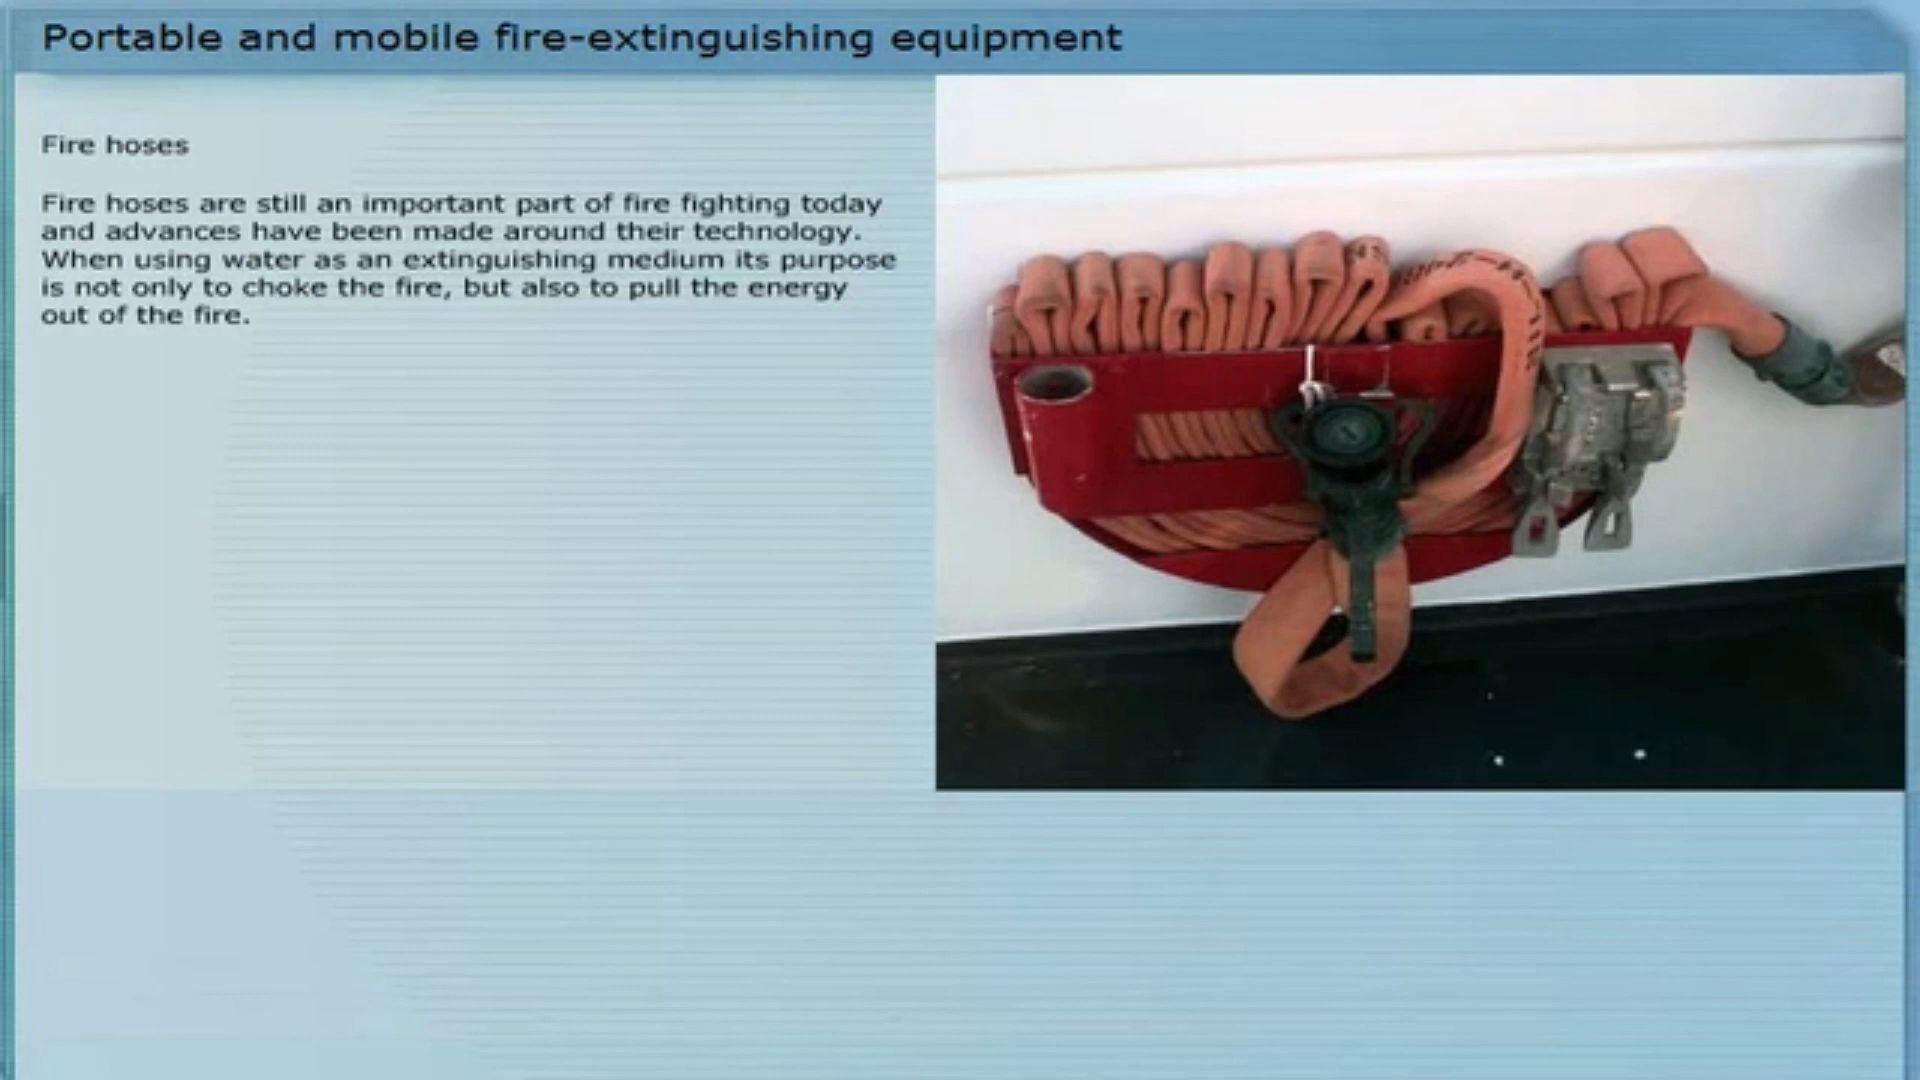 Portable and mobile fire-extinguishing equipment
Fire hoses
Fire hoses are still an important part of fire fighting today
and advances have been made around their technology.
When using water as an extinguishing medium its purpose
is not only to choke the fire, but also to pull the energy
out of the fire.